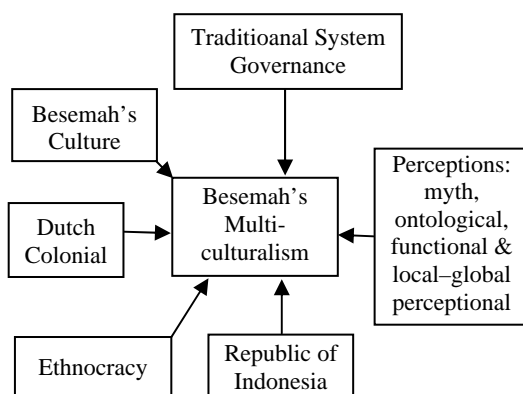 Traditioanal System
Governance
Besemah's
Culture
Besemah's
Multi-
culturalism
Perceptions:
myth,
ontological,
functional &
local–global
perceptional
Dutch
Colonial
Ethnocracy
Republic of
Indonesia